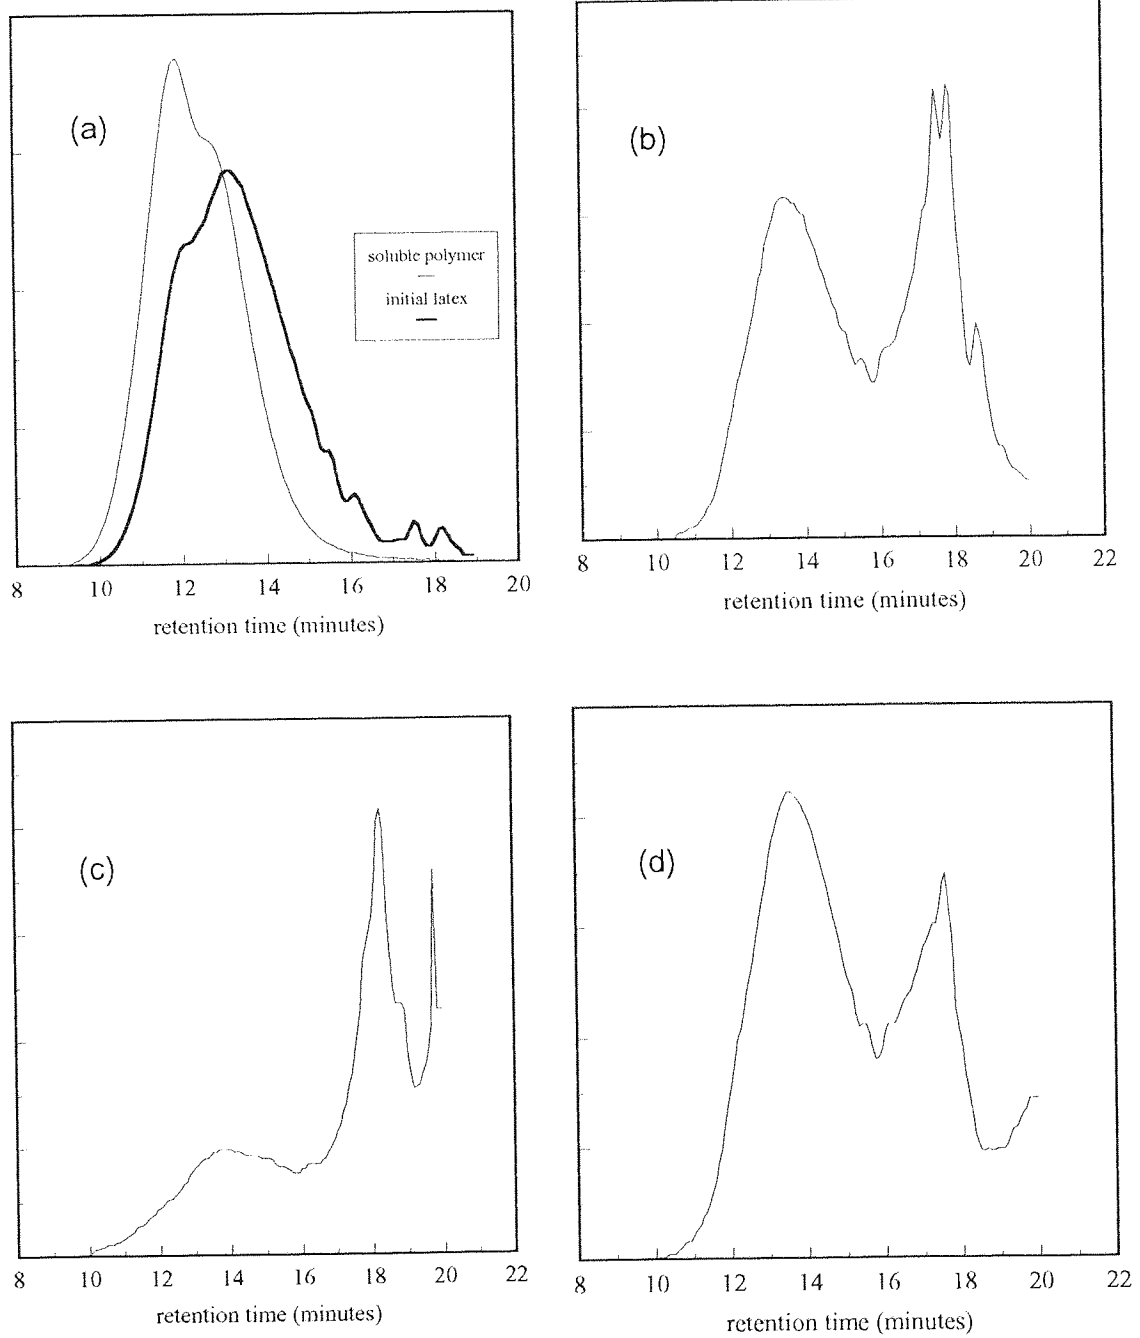 (a)
soluble polymer
initial latex
8 10 12 14 16 18 20
retention time (minutes)
(b)
8 10 12 14 16 18 20 22
retention time (minutes)
(c)
8 10 12 14 16 18 20 22
retention time (minutes)
(d)
8 10 12 14 16 18 20 22
retention time (minutes)